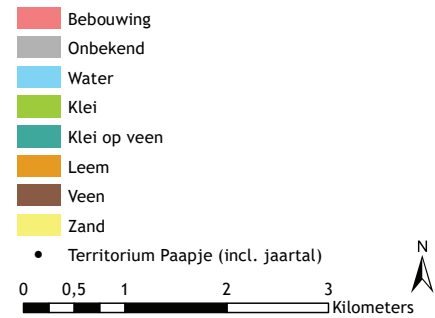 Bebouwing
Onbekend
Water
Klei
Klei op veen
Leem
Veen
Zand
Territorium Paapje (incl. jaartal)
N
0 0,5 1 2 3
Kilometers